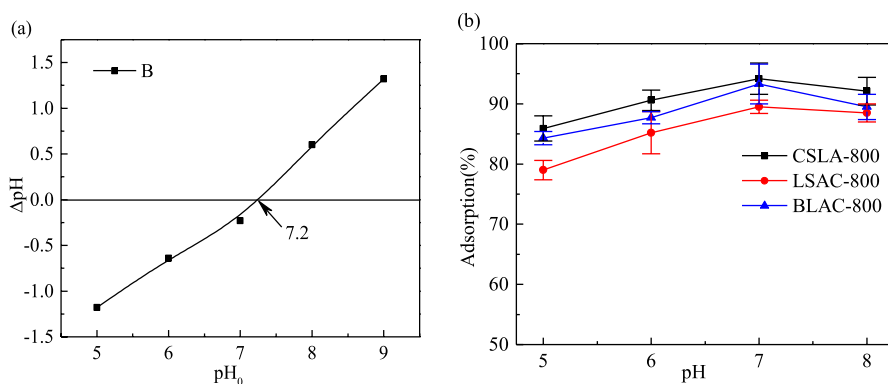 (a)
B
1.5
1.0
0.5
0.0
-0.5
-1.0
-1.5
ΔpH
7.2
5 6 7 8 9
pH₀
(b)
100
90
80
70
60
50
Adsorption(%)
CSLA-800
LSAC-800
BLAC-800
5 6 7 8
pH